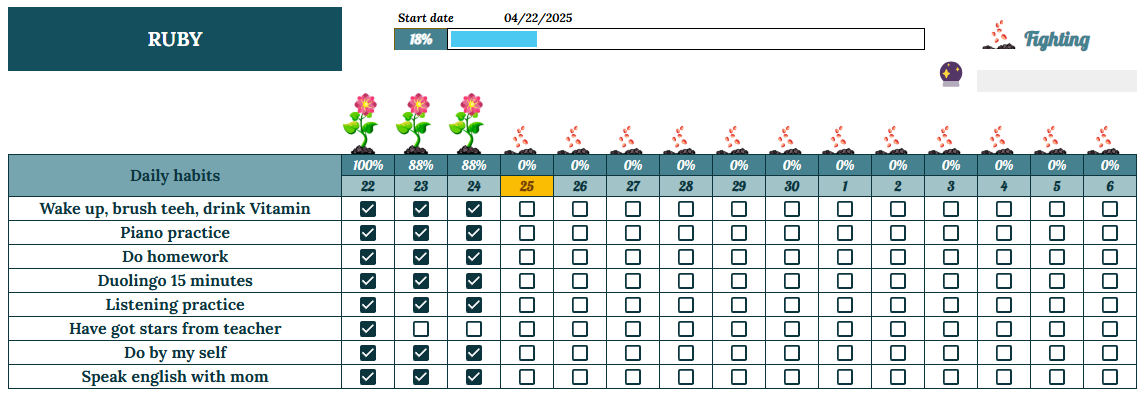 Start date 04/22/2025
RUBY
18%
Fighting
Daily habits 100% 88% 88% 0% 0% 0% 0% 0% 0% 0% 0% 0% 0% 0% 0%
22 23 24 25 26 27 28 29 30 1 2 3 4 5 6
Wake up, brush teeh, drink Vitamin
Piano practice
Do homework
Duolingo 15 minutes
Listening practice
Have got stars from teacher
Do by my self
Speak english with mom